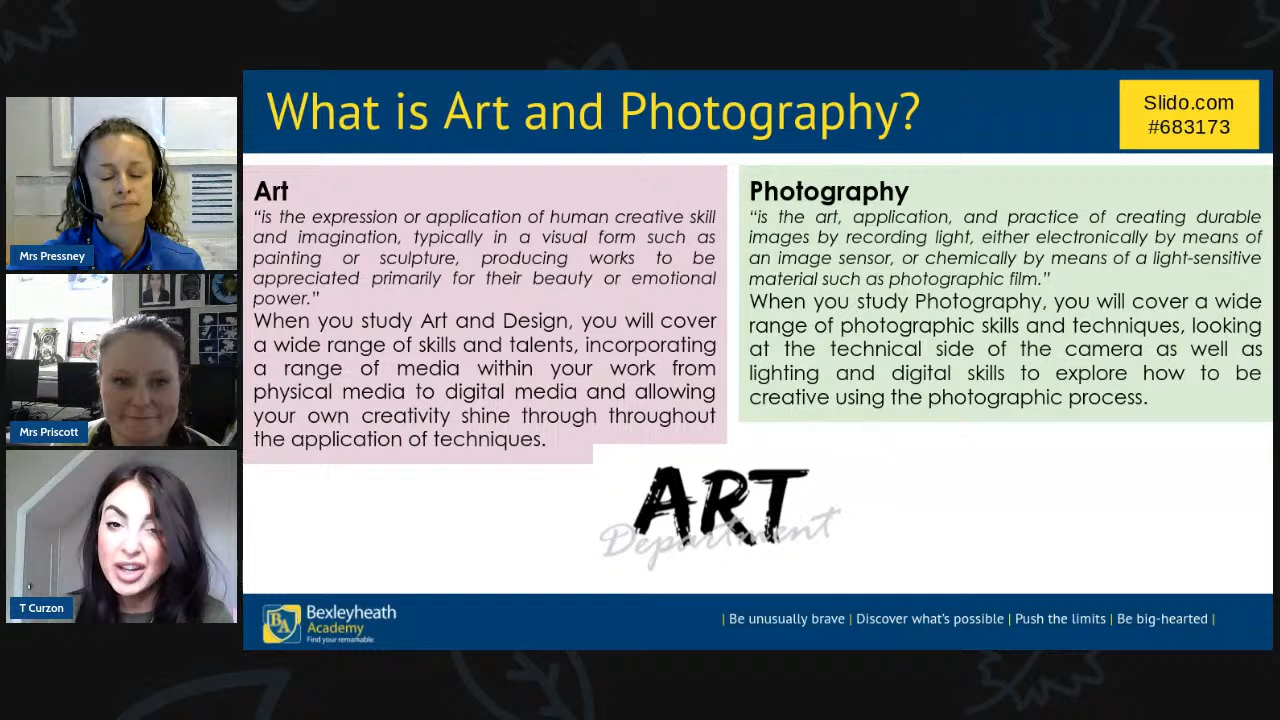 What is Art and Photography?
Slido.com
#683173
Art
“is the expression or application of human creative skill
and imagination, typically in a visual form such as
painting or sculpture, producing works to be
appreciated primarily for their beauty or emotional
power.”
When you study Art and Design, you will cover
a wide range of skills and talents, incorporating
a range of media within your work from
physical media to digital media and allowing
your own creativity shine through throughout
the application of techniques.
Photography
“is the art, application, and practice of creating durable
images by recording light, either electronically by means of
an image sensor, or chemically by means of a light-sensitive
material such as photographic film.”
When you study Photography, you will cover a wide
range of photographic skills and techniques, looking
at the technical side of the camera as well as
lighting and digital skills to explore how to be
creative using the photographic process.
Mrs Pressney
Mrs Priscott
T Curzon
ART
Department
BA
Bexleyheath
Academy
Find your remarkable
| Be unusually brave | Discover what's possible | Push the limits | Be big-hearted |